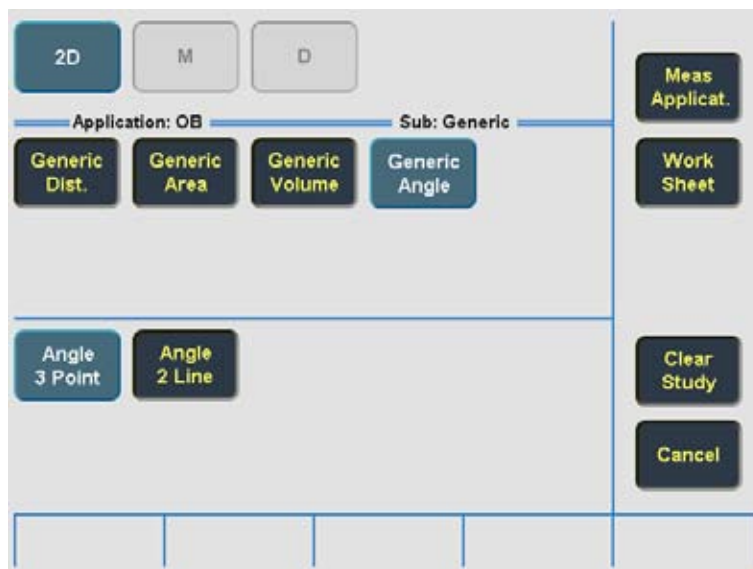 2D
M
D
Meas
Applicat.
Application: OB
Sub: Generic
Generic
Dist.
Generic
Area
Generic
Volume
Generic
Angle
Work
Sheet
Angle
3 Point
Angle
2 Line
Clear
Study
Cancel